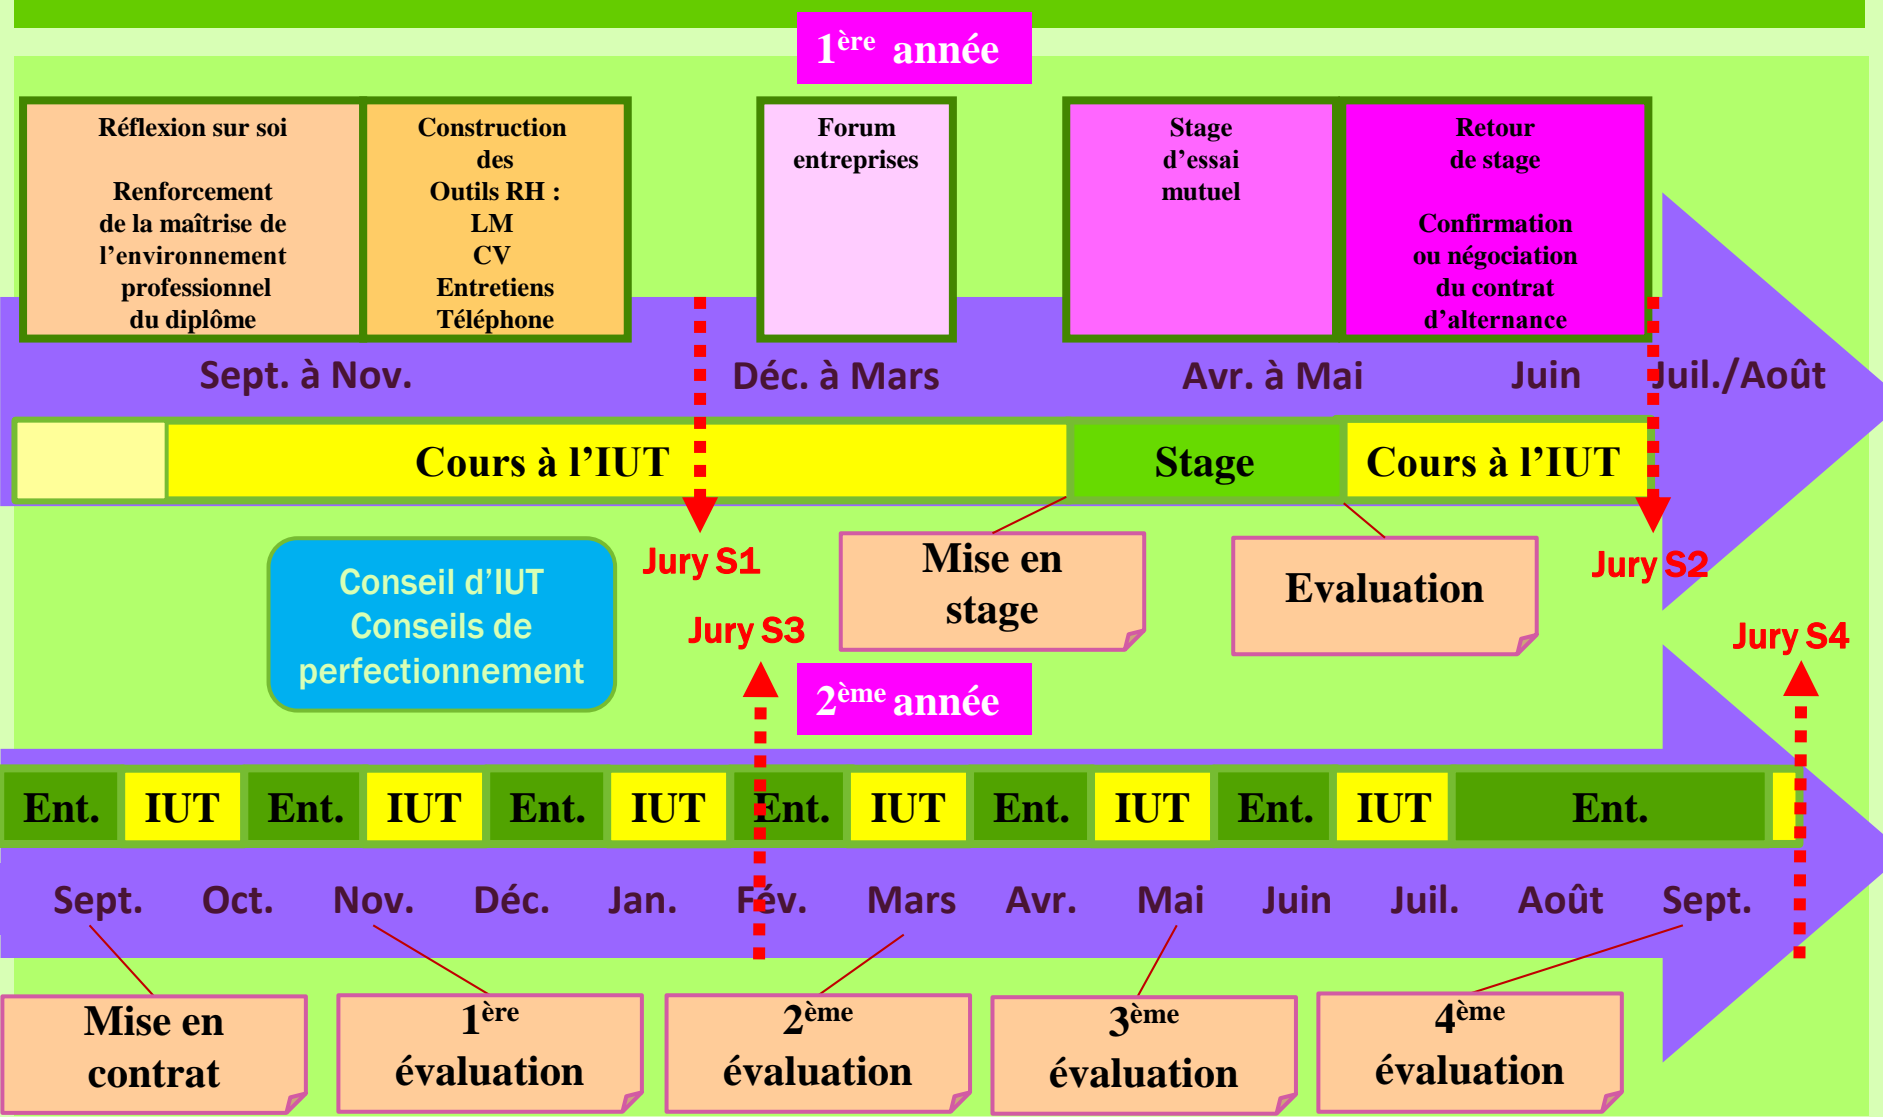 1ère année
Réflexion sur soi
Renforcement
de la maîtrise de
l’environnement
professionnel
du diplôme
Construction
des
Outils RH :
LM
CV
Entretiens
Téléphone
Forum
entreprises
Stage
d’essai
mutuel
Retour
de stage
Confirmation
ou négociation
du contrat
d’alternance
Sept. à Nov.
Déc. à Mars
Avr. à Mai
Juin
Juil./Août
Cours à l’IUT
Stage
Cours à l’IUT
Conseil d’IUT
Conseils de
perfectionnement
Jury S1
Mise en
stage
Evaluation
Jury S2
Jury S3
Jury S4
2ème année
Ent.
IUT
Ent.
IUT
Ent.
IUT
Ent.
IUT
Ent.
IUT
Ent.
IUT
Ent.
Sept.
Oct.
Nov.
Déc.
Jan.
Fév.
Mars
Avr.
Mai
Juin
Juil.
Août
Sept.
Mise en
contrat
1ère
évaluation
2ème
évaluation
3ème
évaluation
4ème
évaluation